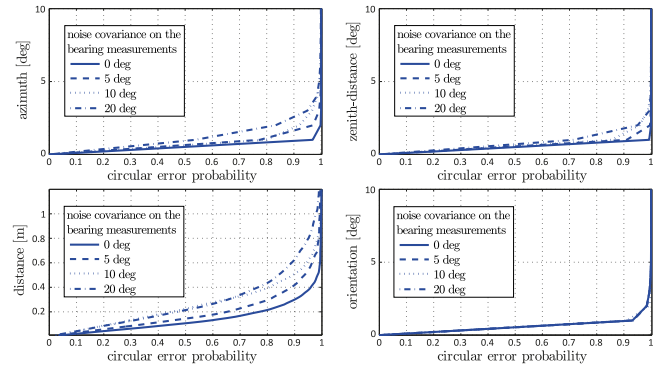 10
5
0
azimuth [deg]
noise covariance on the
bearing measurements
0 deg
5 deg
10 deg
20 deg
0 0.1 0.2 0.3 0.4 0.5 0.6 0.7 0.8 0.9 1
circular error probability
10
5
0
zenith-distance [deg]
noise covariance on the
bearing measurements
0 deg
5 deg
10 deg
20 deg
0 0.1 0.2 0.3 0.4 0.5 0.6 0.7 0.8 0.9 1
circular error probability
1
0.8
0.6
0.4
0.2
distance [m]
noise covariance on the
bearing measurements
0 deg
5 deg
10 deg
20 deg
0 0.1 0.2 0.3 0.4 0.5 0.6 0.7 0.8 0.9 1
circular error probability
10
5
0
orientation [deg]
noise covariance on the
bearing measurements
0 deg
5 deg
10 deg
20 deg
0 0.1 0.2 0.3 0.4 0.5 0.6 0.7 0.8 0.9 1
circular error probability